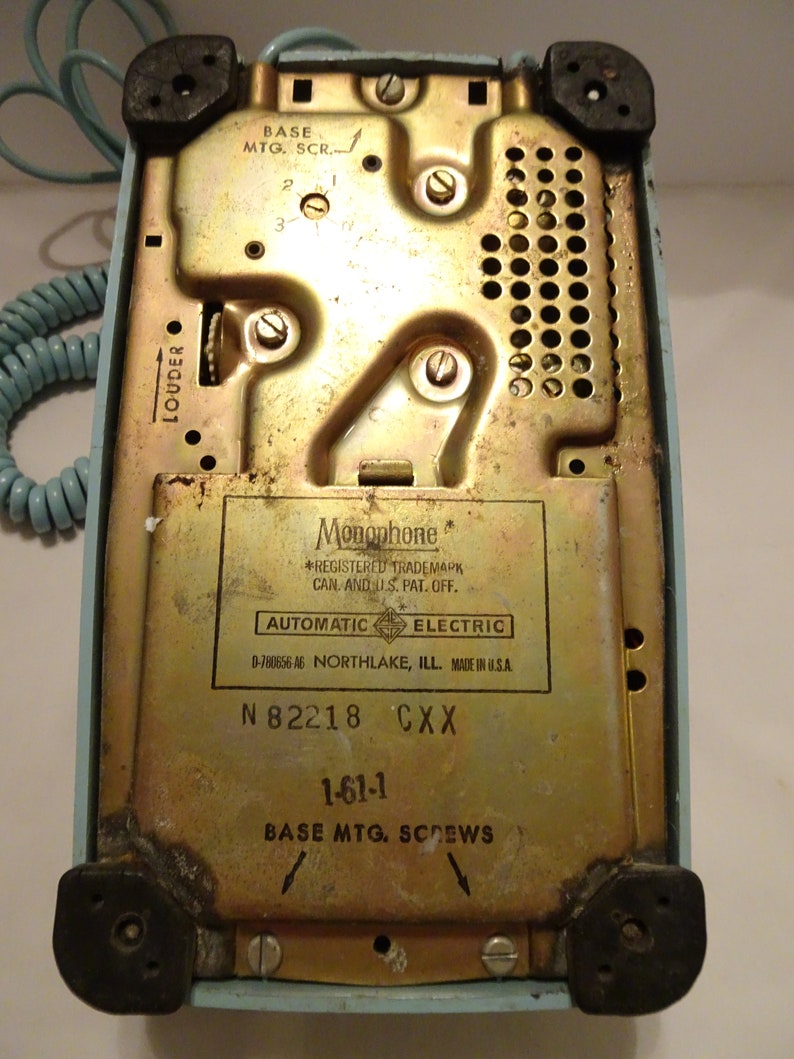 BASE
MTG. SCR.
2 1
3
LOUDER
Monophone*
*REGISTERED TRADEMARK
CAN. AND U.S. PAT. OFF.
AUTOMATIC AE * ELECTRIC
D-780656-A6 NORTHLAKE, ILL. MADE IN U.S.A.
N 82218 CXX
1-61-1
BASE MTG. SCREWS